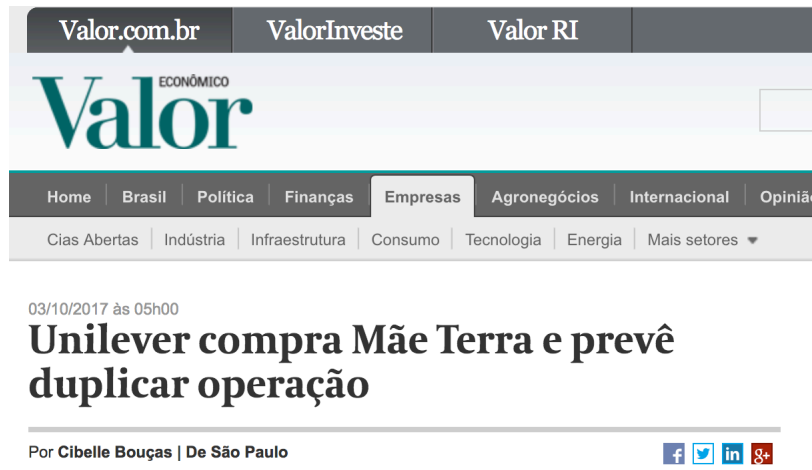 Valor.com.br ValorInveste Valor RI
ECONÔMICO
Valor
Home Brasil Política Finanças Empresas Agronegócios Internacional Opinião
Cias Abertas Indústria Infraestrutura Consumo Tecnologia Energia Mais setores
03/10/2017 às 05h00
Unilever compra Mãe Terra e prevê
duplicar operação
Por Cibelle Bouças | De São Paulo
f in g+